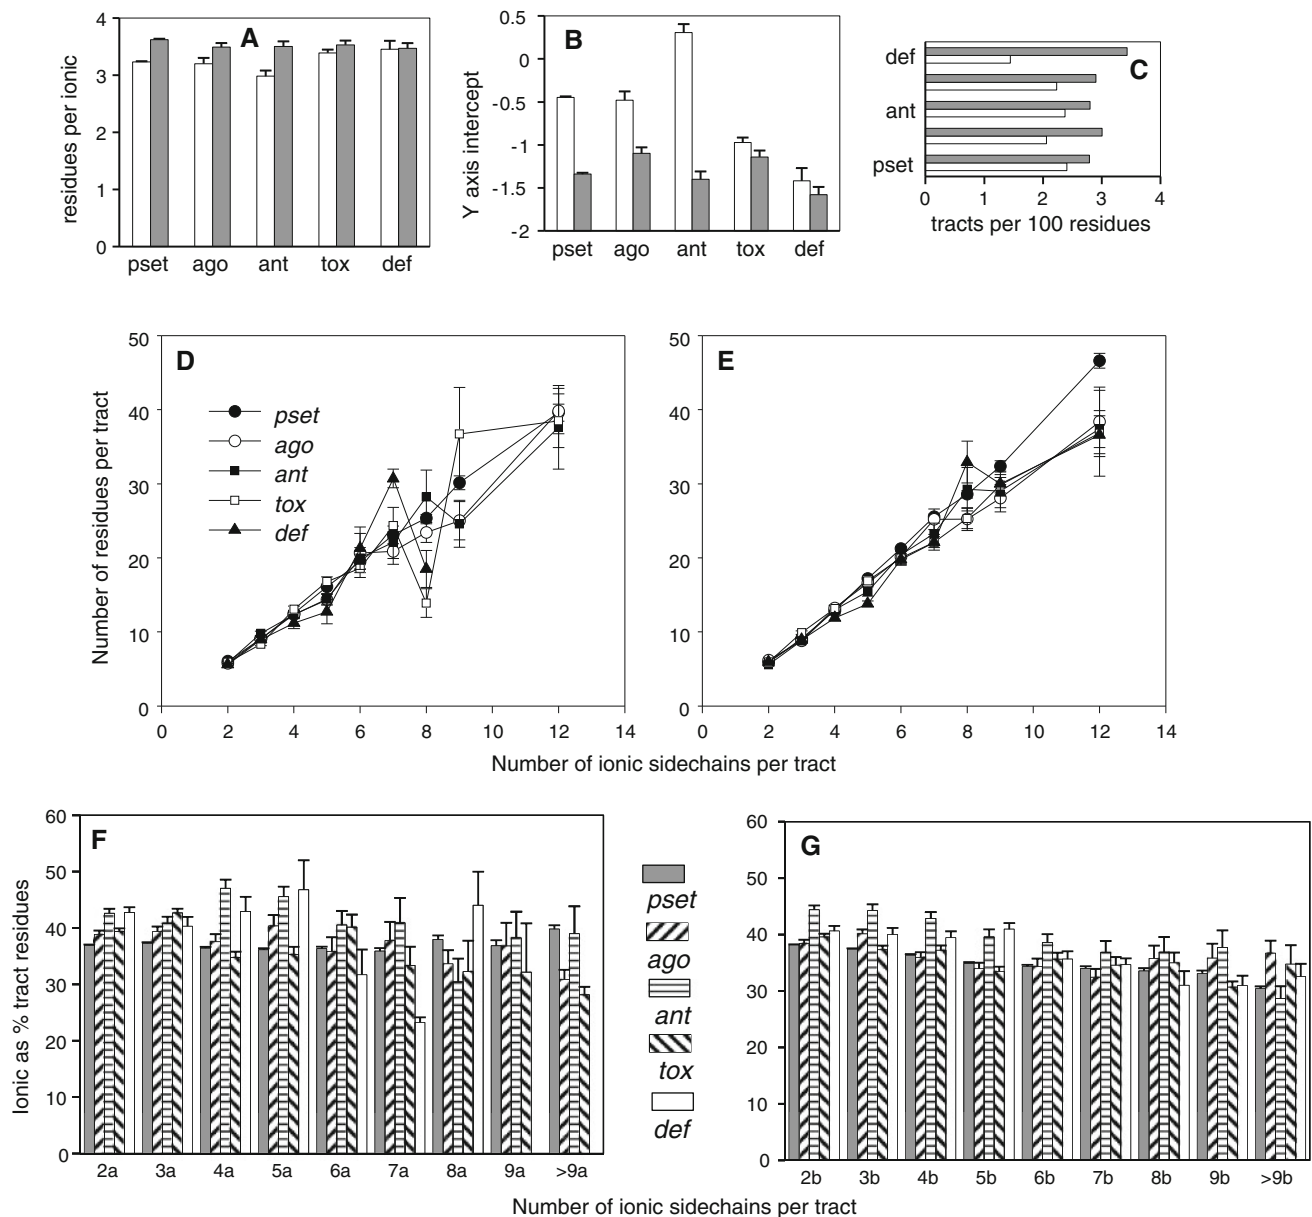 A
residues per ionic
4
3
2
1
0
pset ago ant tox def
B
Y axis intercept
0.5
0
-0.5
-1
-1.5
-2
pset ago ant tox def
C
def
ant
pset
0 1 2 3 4
tracts per 100 residues
D
Number of residues per tract
50
40
30
20
10
0
pset
ago
ant
tox
def
0 2 4 6 8 10 12 14
E
50
40
30
20
10
0
0 2 4 6 8 10 12 14
Number of ionic sidechains per tract
F
Ionic as % tract residues
60
50
40
30
20
10
0
2a 3a 4a 5a 6a 7a 8a 9a >9a
pset
ago
ant
tox
def
G
60
50
40
30
20
10
0
2b 3b 4b 5b 6b 7b 8b 9b >9b
Number of ionic sidechains per tract